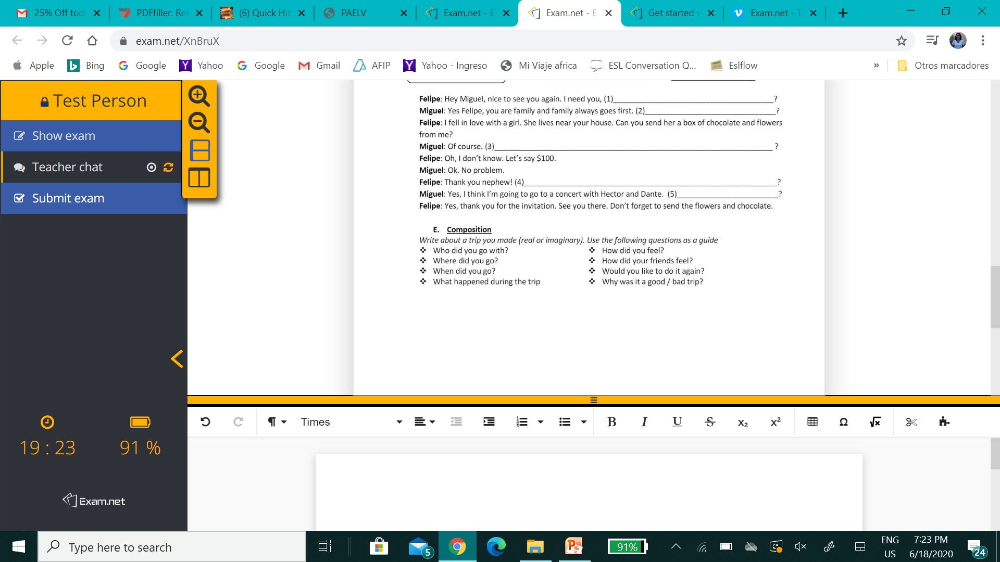 25% Off tod
PDFfiller. Rel
(6) Quick Hit
PAELV
Exam.net - E
Exam.net - E
Get started w
Exam.net - T
exam.net/XnBruX
Apple
Bing
Google
Yahoo
Google
Gmail
AFIP
Yahoo - Ingreso
Mi Viaje africa
ESL Conversation Q...
Eslflow
»
Otros marcadores
Test Person
Show exam
Teacher chat
Submit exam
Felipe: Hey Miguel, nice to see you again. I need you, (1)____________________?
Miguel: Yes Felipe, you are family and family always goes first. (2)____________________?
Felipe: I fell in love with a girl. She lives near your house. Can you send her a box of chocolate and flowers
from me?
Miguel: Of course. (3)____________________ ?
Felipe: Oh, I don't know. Let's say $100.
Miguel: Ok. No problem.
Felipe: Thank you nephew! (4)____________________?
Miguel: Yes, I think I'm going to go to a concert with Hector and Dante. (5)____________________?
Felipe: Yes, thank you for the invitation. See you there. Don't forget to send the flowers and chocolate.
E. Composition
Write about a trip you made (real or imaginary). Use the following questions as a guide
❖ Who did you go with?
❖ Where did you go?
❖ When did you go?
❖ What happened during the trip
❖ How did you feel?
❖ How did your friends feel?
❖ Would you like to do it again?
❖ Why was it a good / bad trip?
19 : 23
91 %
Exam.net
¶
Times
B
I
U
S
x₂
x²
Ω
√x
Type here to search
5
91%
ENG
US
7:23 PM
6/18/2020
24